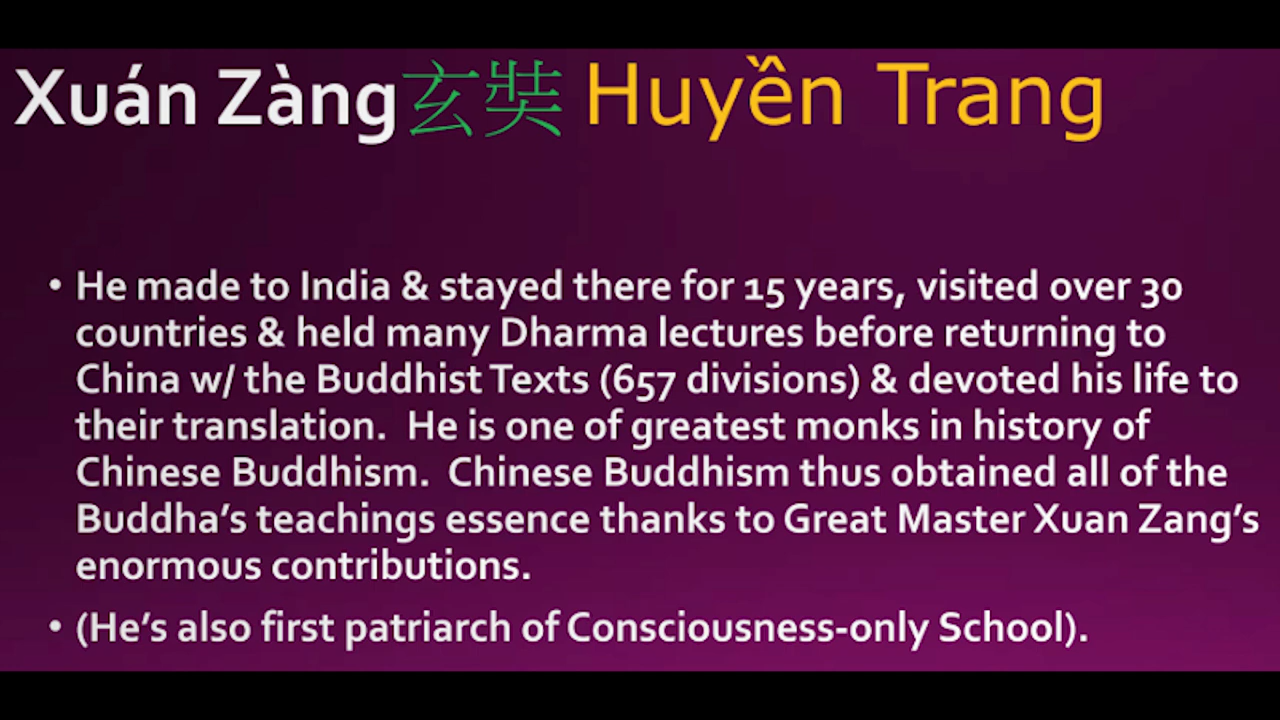 Xuán Zàng玄奘 Huyền Trang
• He made to India & stayed there for 15 years, visited over 30
countries & held many Dharma lectures before returning to
China w/ the Buddhist Texts (657 divisions) & devoted his life to
their translation.  He is one of greatest monks in history of
Chinese Buddhism.  Chinese Buddhism thus obtained all of the
Buddha's teachings essence thanks to Great Master Xuan Zang's
enormous contributions.
• (He's also first patriarch of Consciousness-only School).